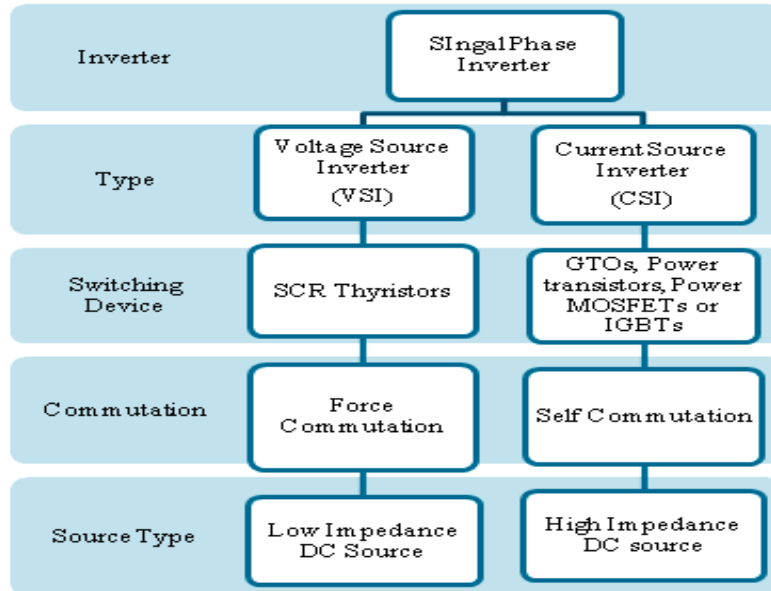 Inverter
SIngal Phase
Inverter
Type
Voltage Source
Inverter
(VSI)
Current Source
Inverter
(CSI)
Switching
Device
SCR Thyristors
GTOs, Power
transistors, Power
MOSFETs or
IGBTs
Commutation
Force
Commutation
Self Commutation
Source Type
Low Impedance
DC Source
High Impedance
DC source